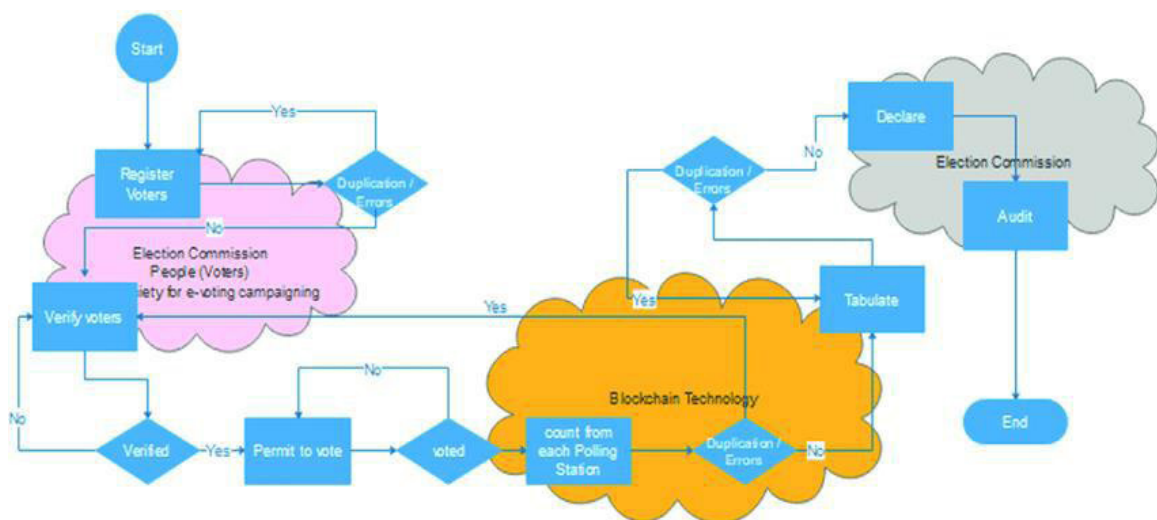 Start
Yes
Register
Voters
Duplication /
Errors
No
Election Commission
People (Voters)
iety for e-voting campaigning
Verify voters
No
Verified
Yes
Permit to vote
No
voted
Yes
Blockchain Technology
count from
each Polling
Station
Duplication /
Errors
No
Tabulate
Yes
Duplication /
Errors
No
Declare
Election Commission
Audit
End